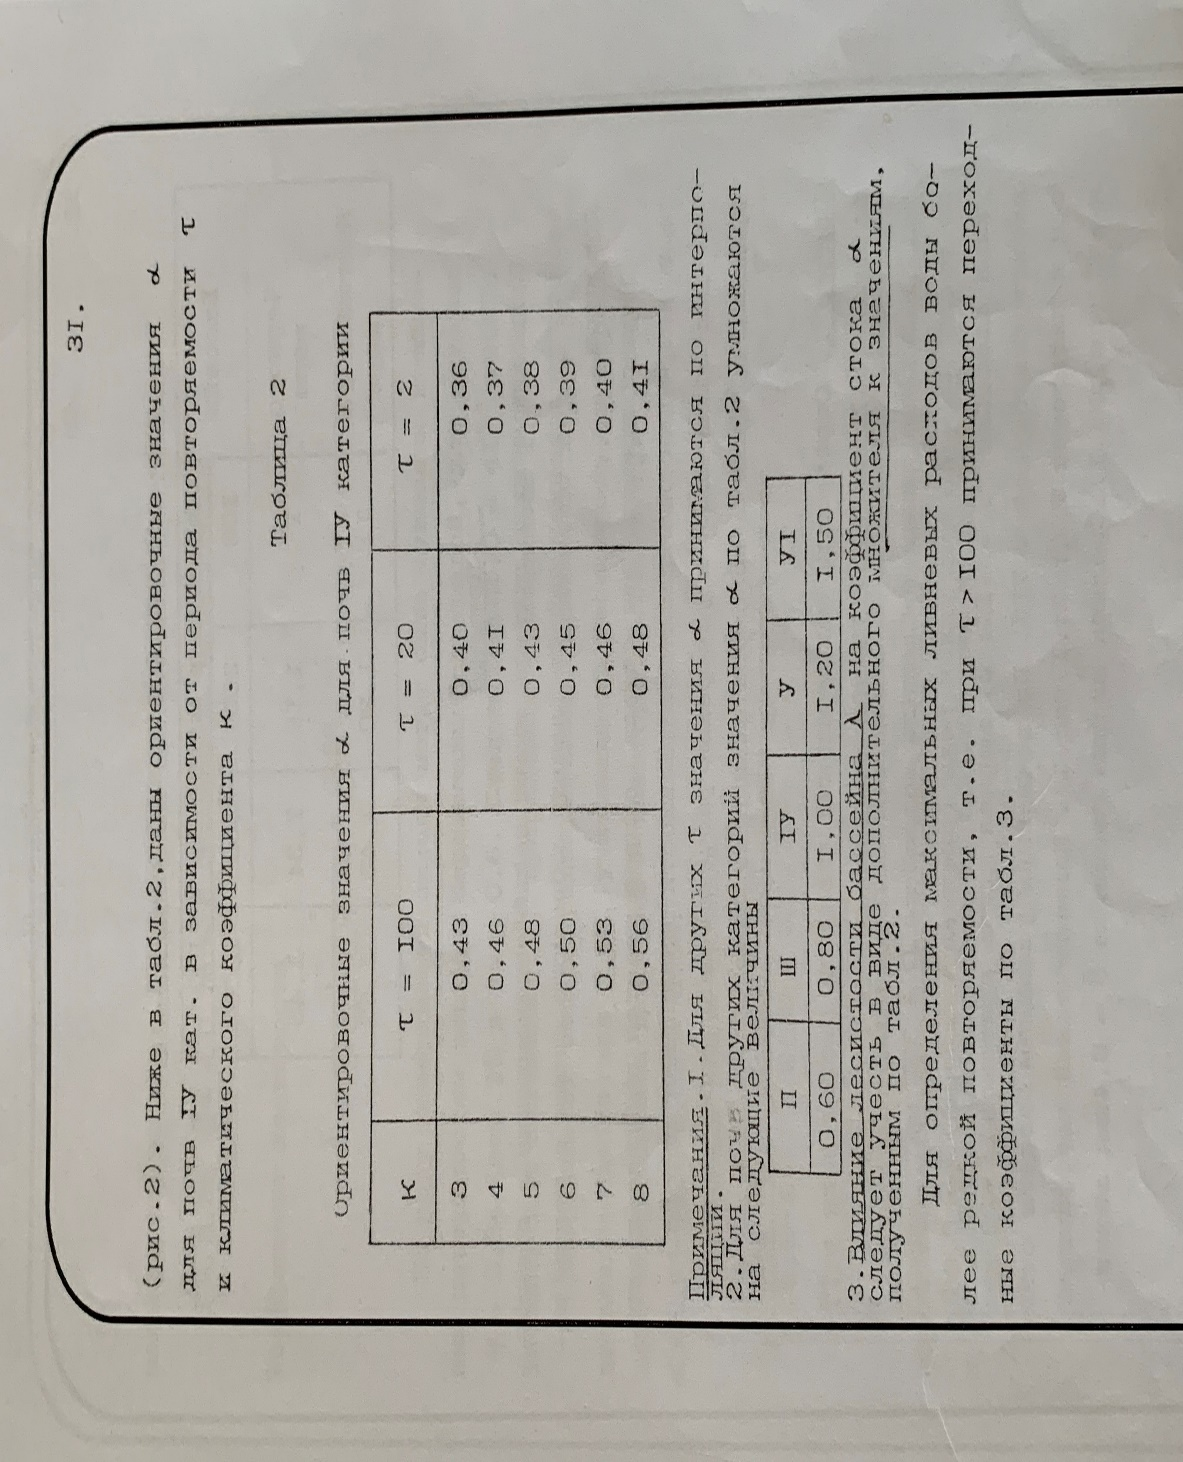 3I.
(рис.2). Ниже в табл.2,даны ориентировочные значения α
для почв IУ кат. в зависимости от периода повторяемости τ
и климатического коэффициента К .
Таблица 2
Ориентировочные значения α для почв IУ категории
К τ = I00 τ = 20 τ = 2
3 0,43 0,40 0,36
4 0,46 0,4I 0,37
5 0,48 0,43 0,38
6 0,50 0,45 0,39
7 0,53 0,46 0,40
8 0,56 0,48 0,4I
Примечания.I.Для других τ значения α принимаются по интерпо-
ляции.
2.Для почв других категорий значения α по табл.2 умножаются
на следующие величины
П Ш IУ У УI
0,60 0,80 I,00 I,20 I,50
3.Влияние лесистости бассейна λ на коэффициент стока α
следует учесть в виде дополнительного множителя к значениям,
полученным по табл.2.
Для определения максимальных ливневых расходов воды бо-
лее редкой повторяемости, т.е. при τ > I00 принимаются переход-
ные коэффициенты по табл.3.